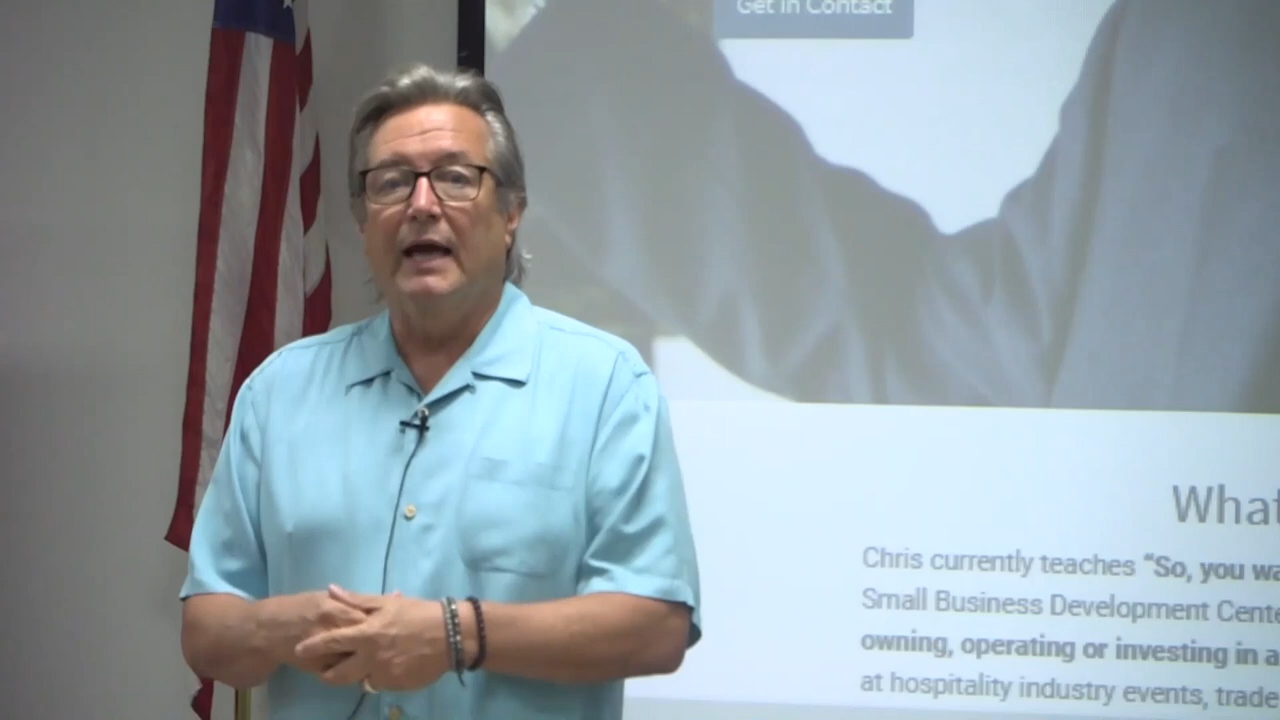 Get in Contact
What
Chris currently teaches “So, you wa
Small Business Development Cente
owning, operating or investing in a
at hospitality industry events, trade